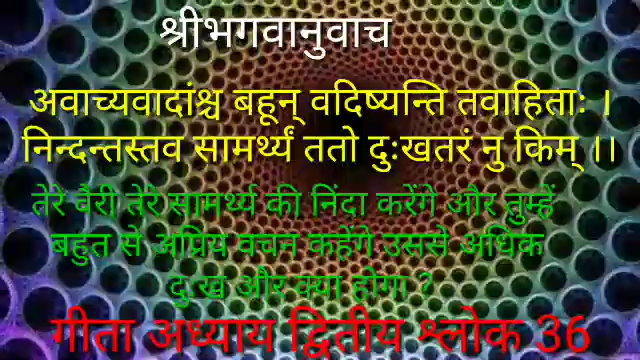 श्रीभगवानुवाच
अवाच्यवादांश्च बहून् वदिष्यन्ति तवाहिताः ।
निन्दन्तस्तव सामर्थ्यं ततो दुःखतरं नु किम् ।।
तेरे वैरी तेरे सामर्थ्य की निंदा करेंगे और तुम्हें
बहुत से अप्रिय वचन कहेंगे उससे अधिक
दुःख और क्या होगा ?
गीता अध्याय द्वितीय श्लोक 36